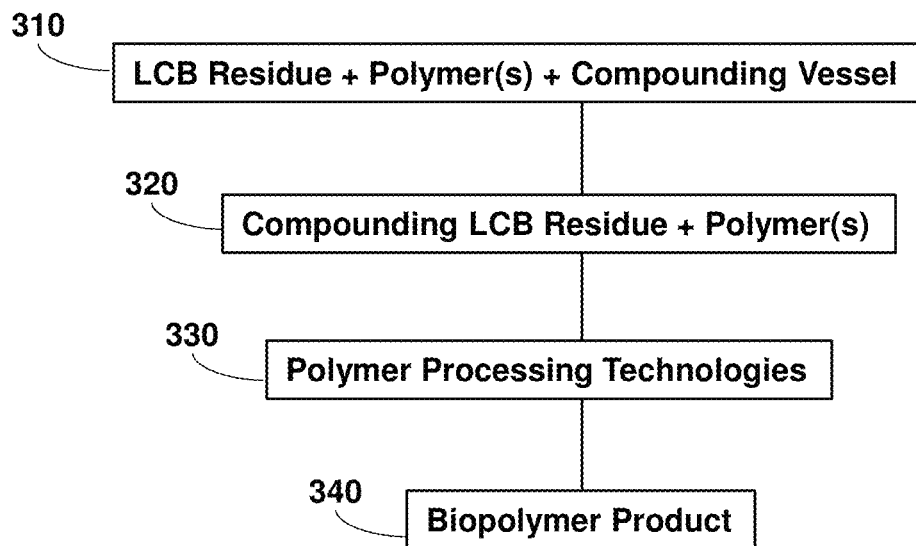 310
LCB Residue + Polymer(s) + Compounding Vessel
320
Compounding LCB Residue + Polymer(s)
330
Polymer Processing Technologies
340
Biopolymer Product